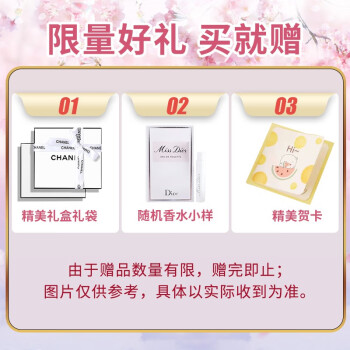 限量好礼 买就赠
01
02
03
CHANEL
CHANEL
Miss Dior
Dior
Hi~
精美礼盒礼袋
随机香水小样
精美贺卡
由于赠品数量有限，赠完即止；
图片仅供参考，具体以实际收到为准。